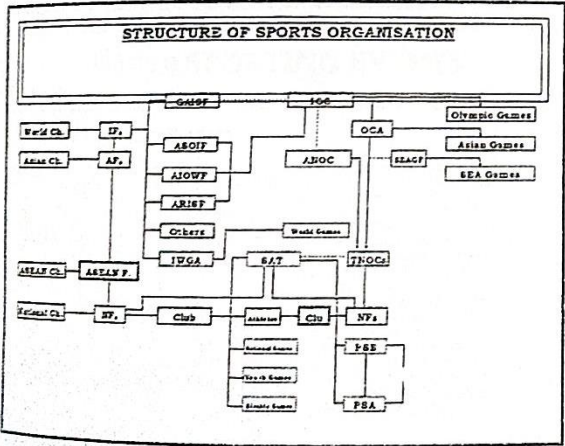 STRUCTURE OF SPORTS ORGANISATION
GAISF
IOC
Olympic Games
World Ch.
IFs
OCA
ASOIF
Asian Games
Asian Ch.
AFs
ANOC
SEAGF
AIOWF
SEA Games
ARISF
Others
World Games
IWGA
SAT
TNOCs
ASEAN Ch.
ASEAN F.
National Ch.
NFs
Club
Clu
NFs
National Games
PSE
Youth Games
PSA